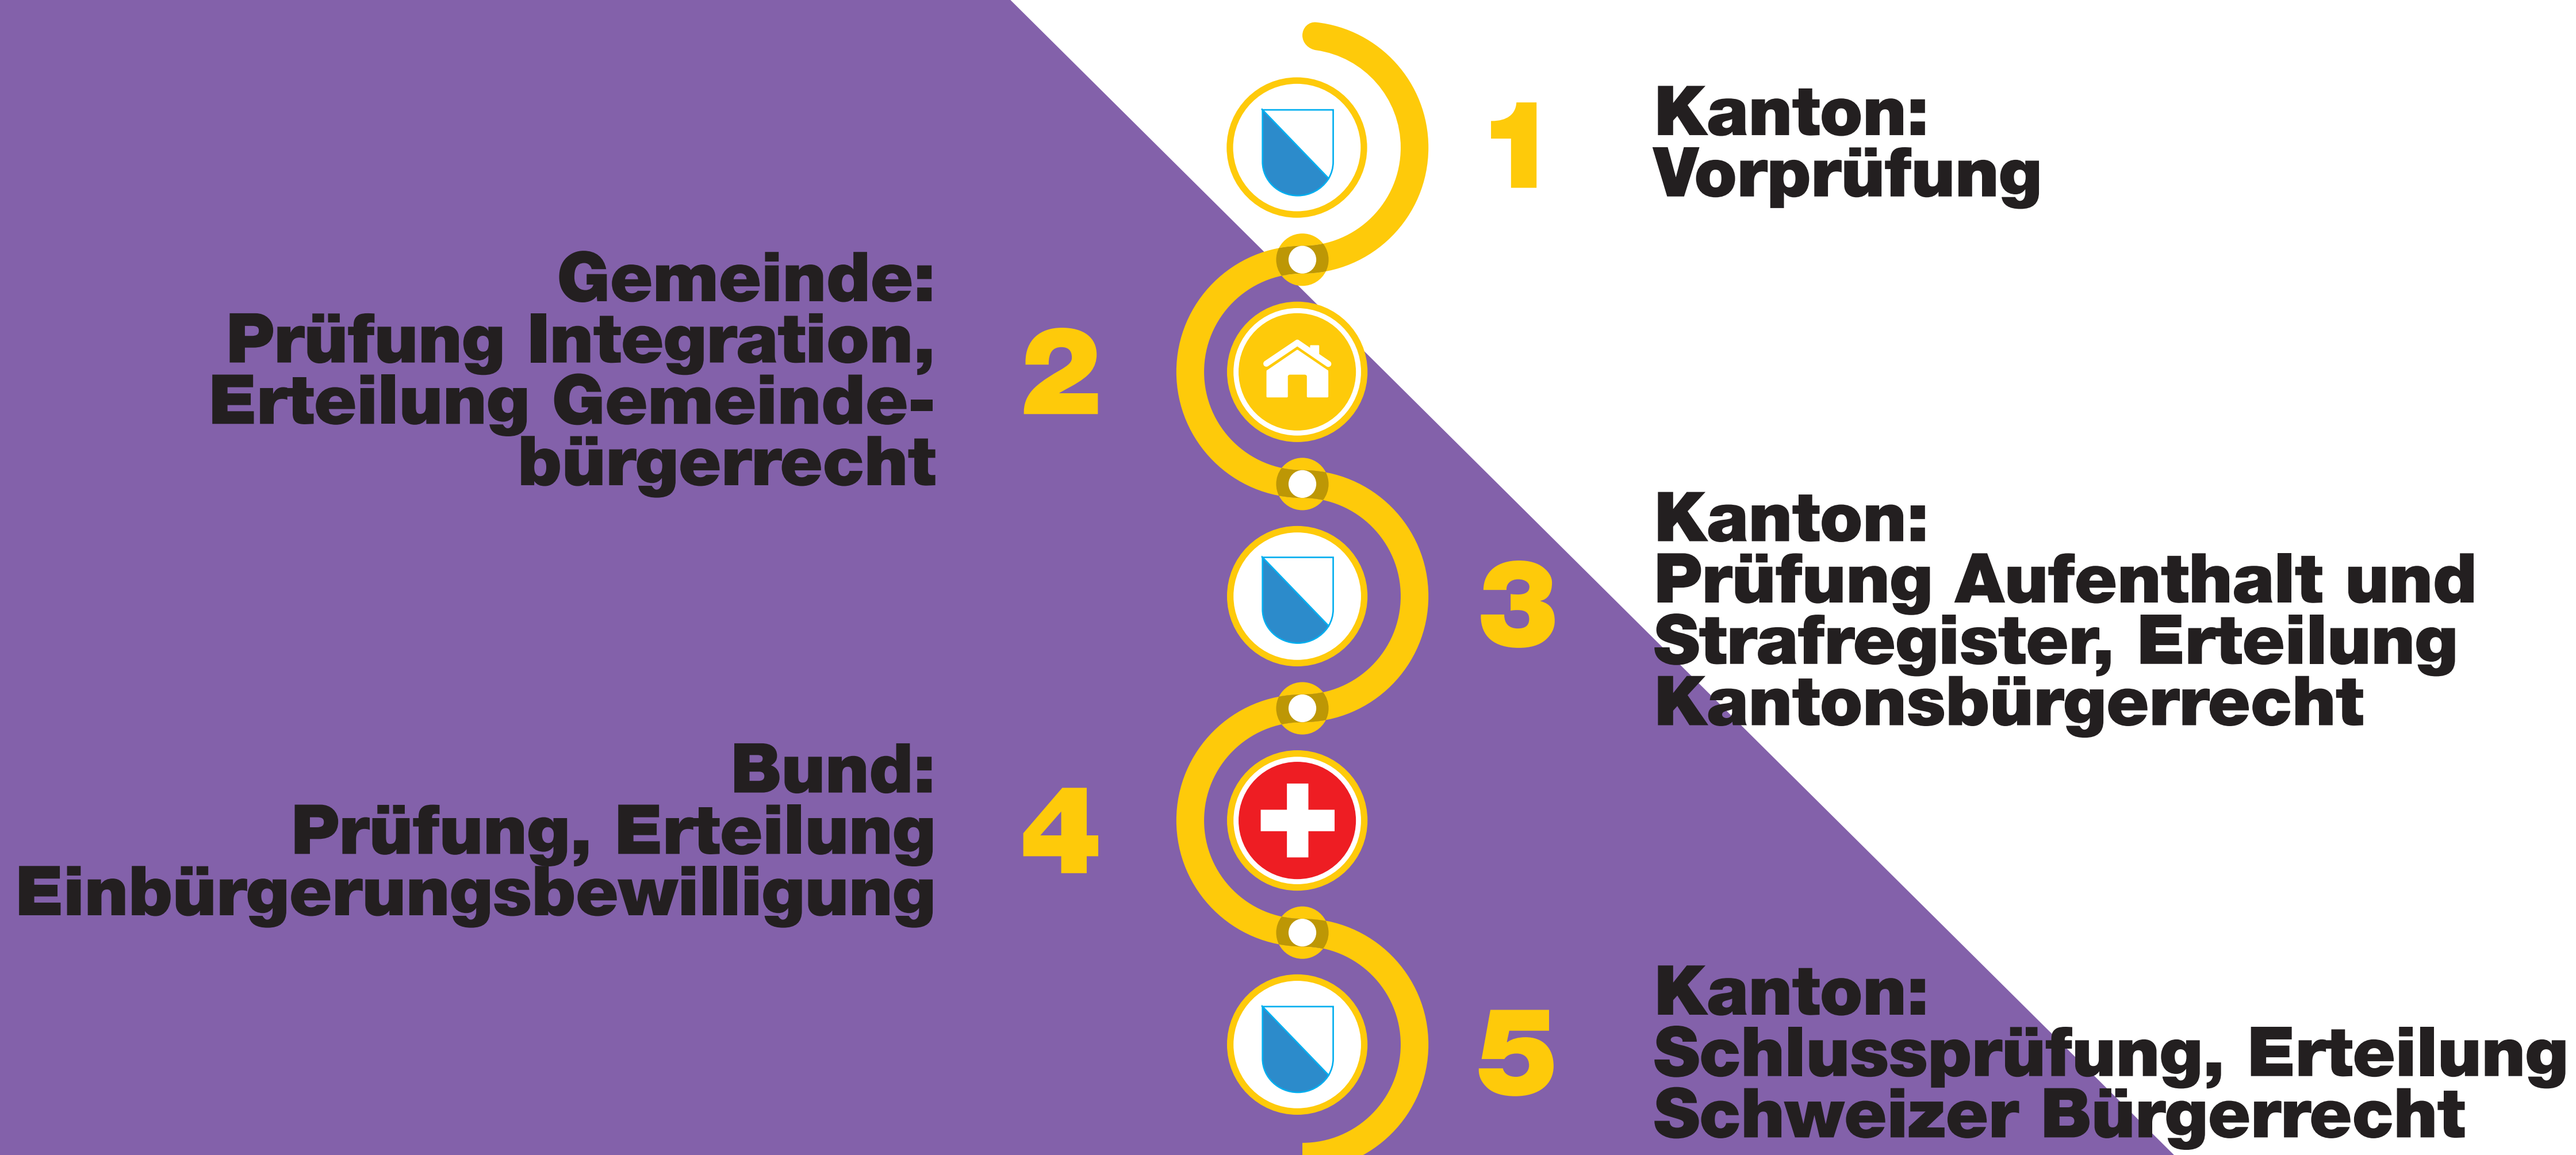 1
Kanton:
Vorprüfung
2
Gemeinde:
Prüfung Integration,
Erteilung Gemeinde-
bürgerrecht
3
Kanton:
Prüfung Aufenthalt und
Strafregister, Erteilung
Kantonsbürgerrecht
4
Bund:
Prüfung, Erteilung
Einbürgerungsbewilligung
5
Kanton:
Schlussprüfung, Erteilung
Schweizer Bürgerrecht